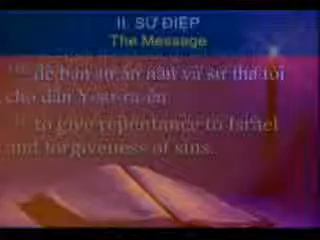 II. SỨ ĐIỆP
The Message
để ban sự ăn năn và sự tha tội
cho dân Y-sơ-ra-ên
to give repentance to Israel
and forgiveness of sins.